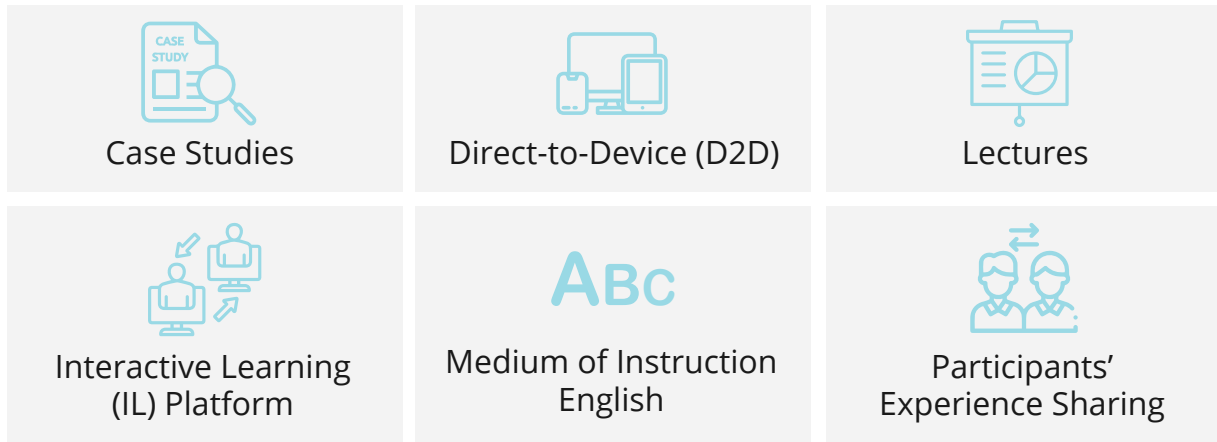 CASE
STUDY
Case Studies
Direct-to-Device (D2D)
Lectures
Interactive Learning
(IL) Platform
ABC
Medium of Instruction
English
Participants’
Experience Sharing